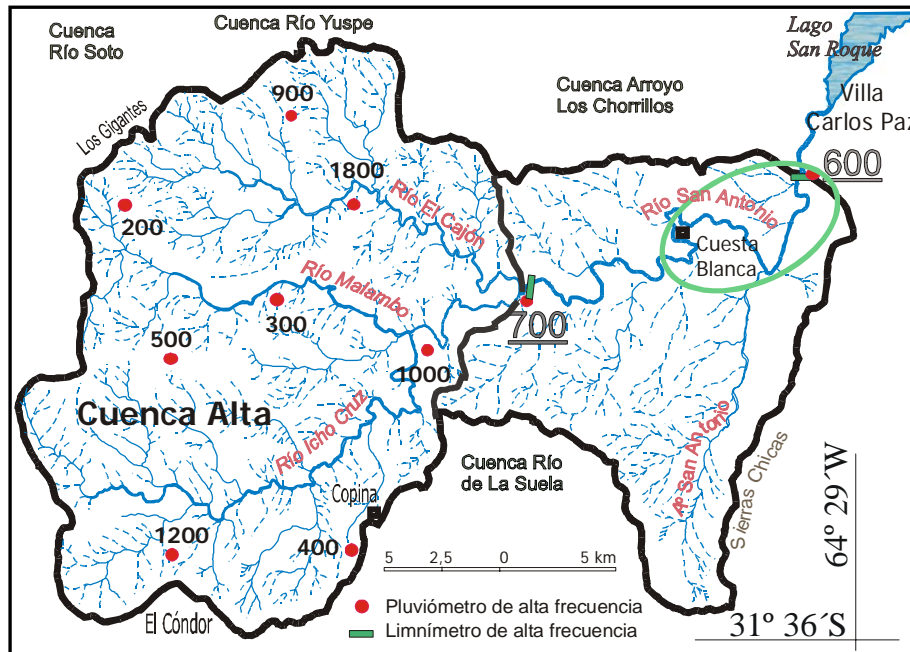 Cuenca Río Yuspe
Cuenca
Río Soto
Lago
San Roque
Cuenca Arroyo
Los Chorrillos
Villa
Carlos Paz
Los Gigantes
900
1800
600
200
Río El Cajón
Río San Antonio
Cuesta
Blanca
Río Malambo
300
700
500
1000
Cuenca Alta
Río Icho Cruz
Cuenca Río
de La Suela
Aº San Antonio
Sierras Chicas
64º 29´W
Copina
1200
400
5 2,5 0 5 km
Pluviómetro de alta frecuencia
Limnímetro de alta frecuencia
El Cóndor
31º 36´S